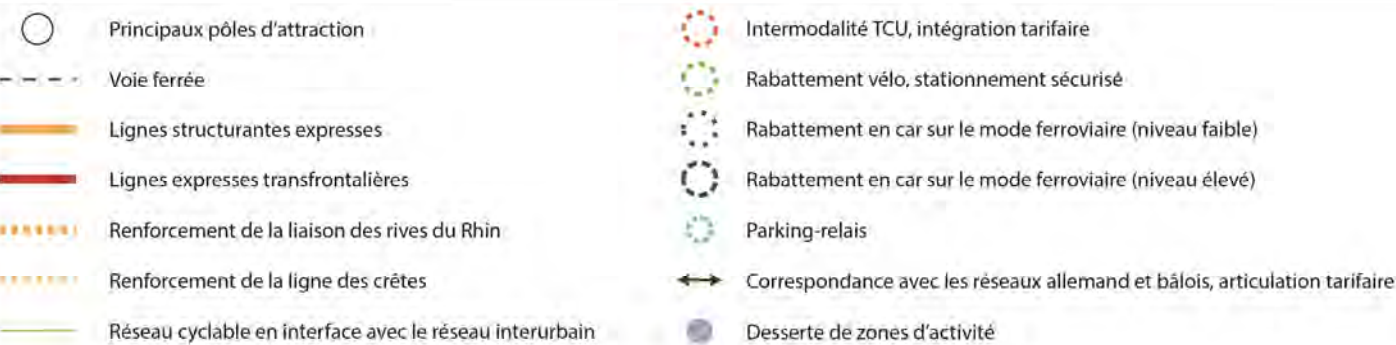 Principaux pôles d'attraction
Voie ferrée
Lignes structurantes expresses
Lignes expresses transfrontalières
Renforcement de la liaison des rives du Rhin
Renforcement de la ligne des crêtes
Réseau cyclable en interface avec le réseau interurbain
Intermodalité TCU, intégration tarifaire
Rabattement vélo, stationnement sécurisé
Rabattement en car sur le mode ferroviaire (niveau faible)
Rabattement en car sur le mode ferroviaire (niveau élevé)
Parking-relais
Correspondance avec les réseaux allemand et bâlois, articulation tarifaire
Desserte de zones d'activité